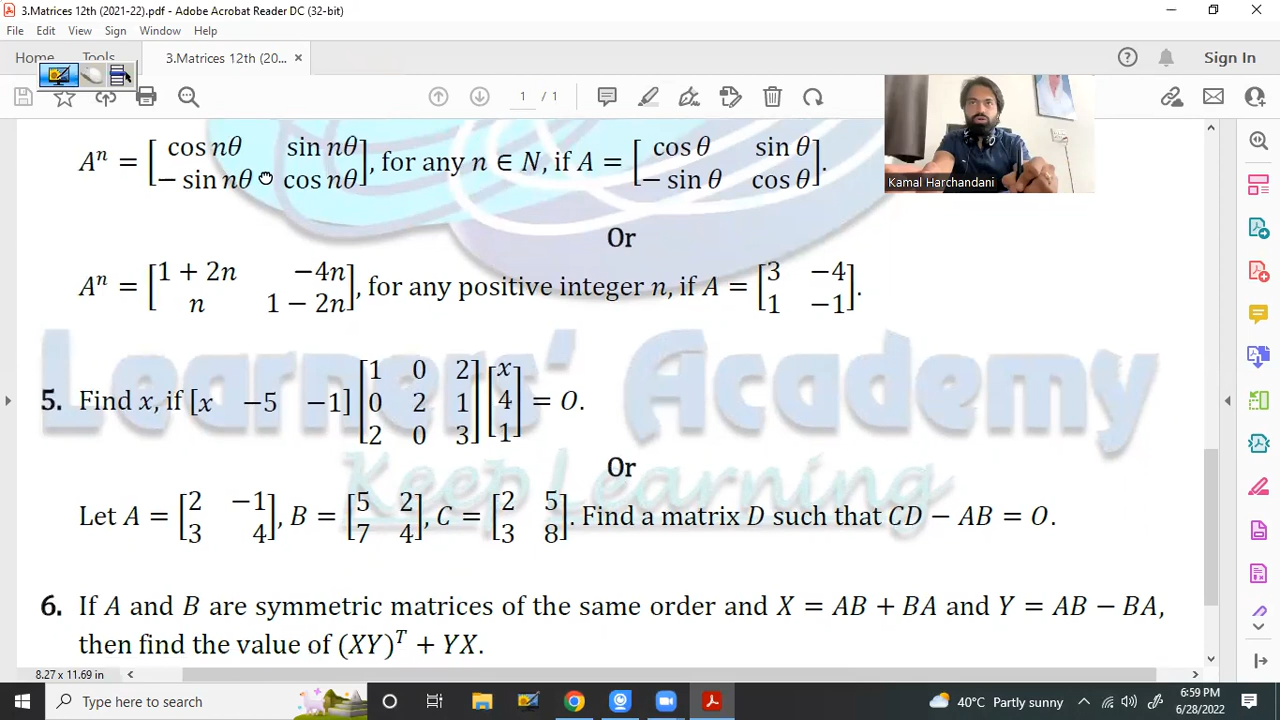 3.Matrices 12th (2021-22).pdf - Adobe Acrobat Reader DC (32-bit)
File Edit View Sign Window Help
Home Tools 3.Matrices 12th (20... × Sign In
1 / 1
Aⁿ = [cos nθ sin nθ
− sin nθ cos nθ], for any n ∈ N, if A = [cos θ sin θ
− sin θ cos θ].
Kamal Harchandani
Or
Aⁿ = [1 + 2n −4n
n 1 − 2n], for any positive integer n, if A = [3 −4
1 −1].
Learners' Academy
Keep Learning
5. Find x, if [x −5 −1] [1 0 2
0 2 1
2 0 3] [x
4
1] = O.
Or
Let A = [2 −1
3 4], B = [5 2
7 4], C = [2 5
3 8]. Find a matrix D such that CD − AB = O.
6. If A and B are symmetric matrices of the same order and X = AB + BA and Y = AB − BA,
then find the value of (XY)ᵀ + YX.
8.27 x 11.69 in
Type here to search
40°C Partly sunny
6:59 PM
6/28/2022